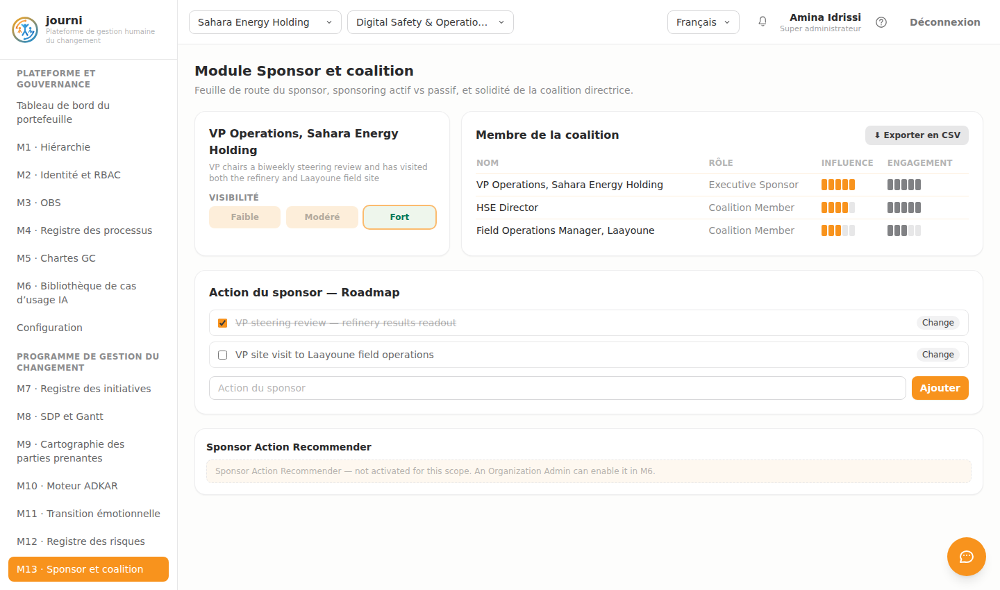 journi
Plateforme de gestion humaine
du changement
PLATEFORME ET
GOUVERNANCE
Tableau de bord du
portefeuille
M1 · Hiérarchie
M2 · Identité et RBAC
M3 · OBS
M4 · Registre des processus
M5 · Chartes GC
M6 · Bibliothèque de cas
d’usage IA
Configuration
PROGRAMME DE GESTION DU
CHANGEMENT
M7 · Registre des initiatives
M8 · SDP et Gantt
M9 · Cartographie des
parties prenantes
M10 · Moteur ADKAR
M11 · Transition émotionnelle
M12 · Registre des risques
M13 · Sponsor et coalition
Sahara Energy Holding
Digital Safety & Operatio...
Français
Amina Idrissi
Super administrateur
Déconnexion
Module Sponsor et coalition
Feuille de route du sponsor, sponsoring actif vs passif, et solidité de la coalition directrice.
VP Operations, Sahara Energy
Holding
VP chairs a biweekly steering review and has visited
both the refinery and Laayoune field site
VISIBILITÉ
Faible Modéré Fort
Membre de la coalition
⬇ Exporter en CSV
NOM RÔLE INFLUENCE ENGAGEMENT
VP Operations, Sahara Energy Holding Executive Sponsor
HSE Director Coalition Member
Field Operations Manager, Laayoune Coalition Member
Action du sponsor — Roadmap
VP steering review — refinery results readout Change
VP site visit to Laayoune field operations Change
Action du sponsor Ajouter
Sponsor Action Recommender
Sponsor Action Recommender — not activated for this scope. An Organization Admin can enable it in M6.